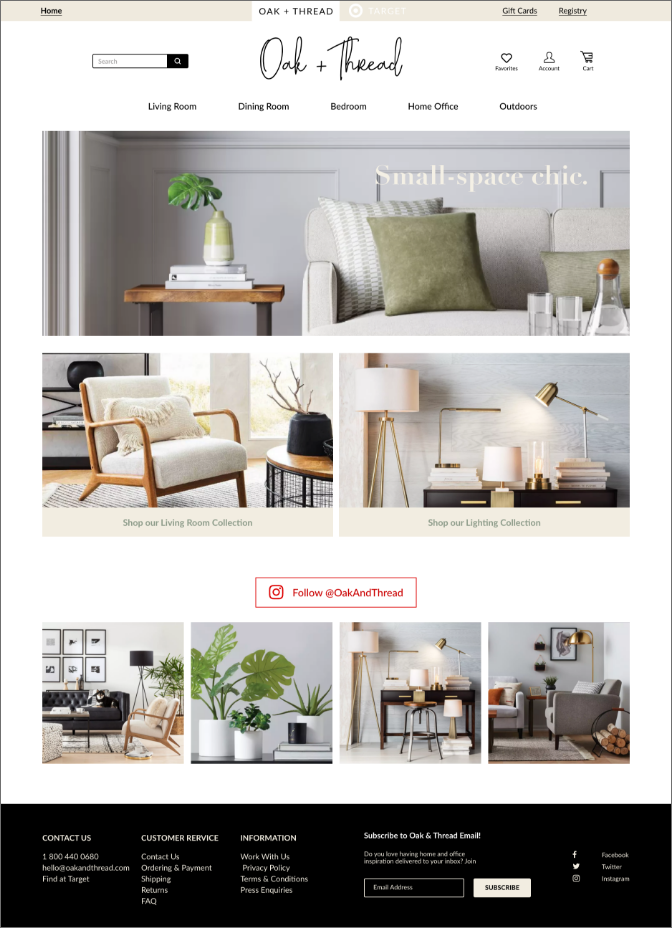 Home
OAK + THREAD
TARGET
Gift Cards
Registry
Search
Oak + Thread
Favorites
Account
Cart
Living Room
Dining Room
Bedroom
Home Office
Outdoors
Small-space chic.
Shop our Living Room Collection
Shop our Lighting Collection
Follow @OakAndThread
CONTACT US
1 800 440 0680
hello@oakandthread.com
Find at Target
CUSTOMER RERVICE
Contact Us
Ordering & Payment
Shipping
Returns
FAQ
INFORMATION
Work With Us
Privacy Policy
Terms & Conditions
Press Enquiries
Subscribe to Oak & Thread Email!
Do you love having home and office
inspiration delivered to your inbox? Join
Email Address
SUBSCRIBE
Facebook
Twitter
Instagram